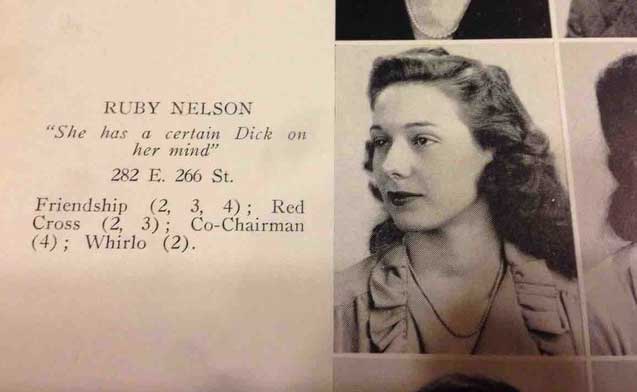 RUBY NELSON
"She has a certain Dick on
her mind"
282 E. 266 St.
Friendship (2, 3, 4); Red
Cross (2, 3); Co-Chairman
(4); Whirlo (2).